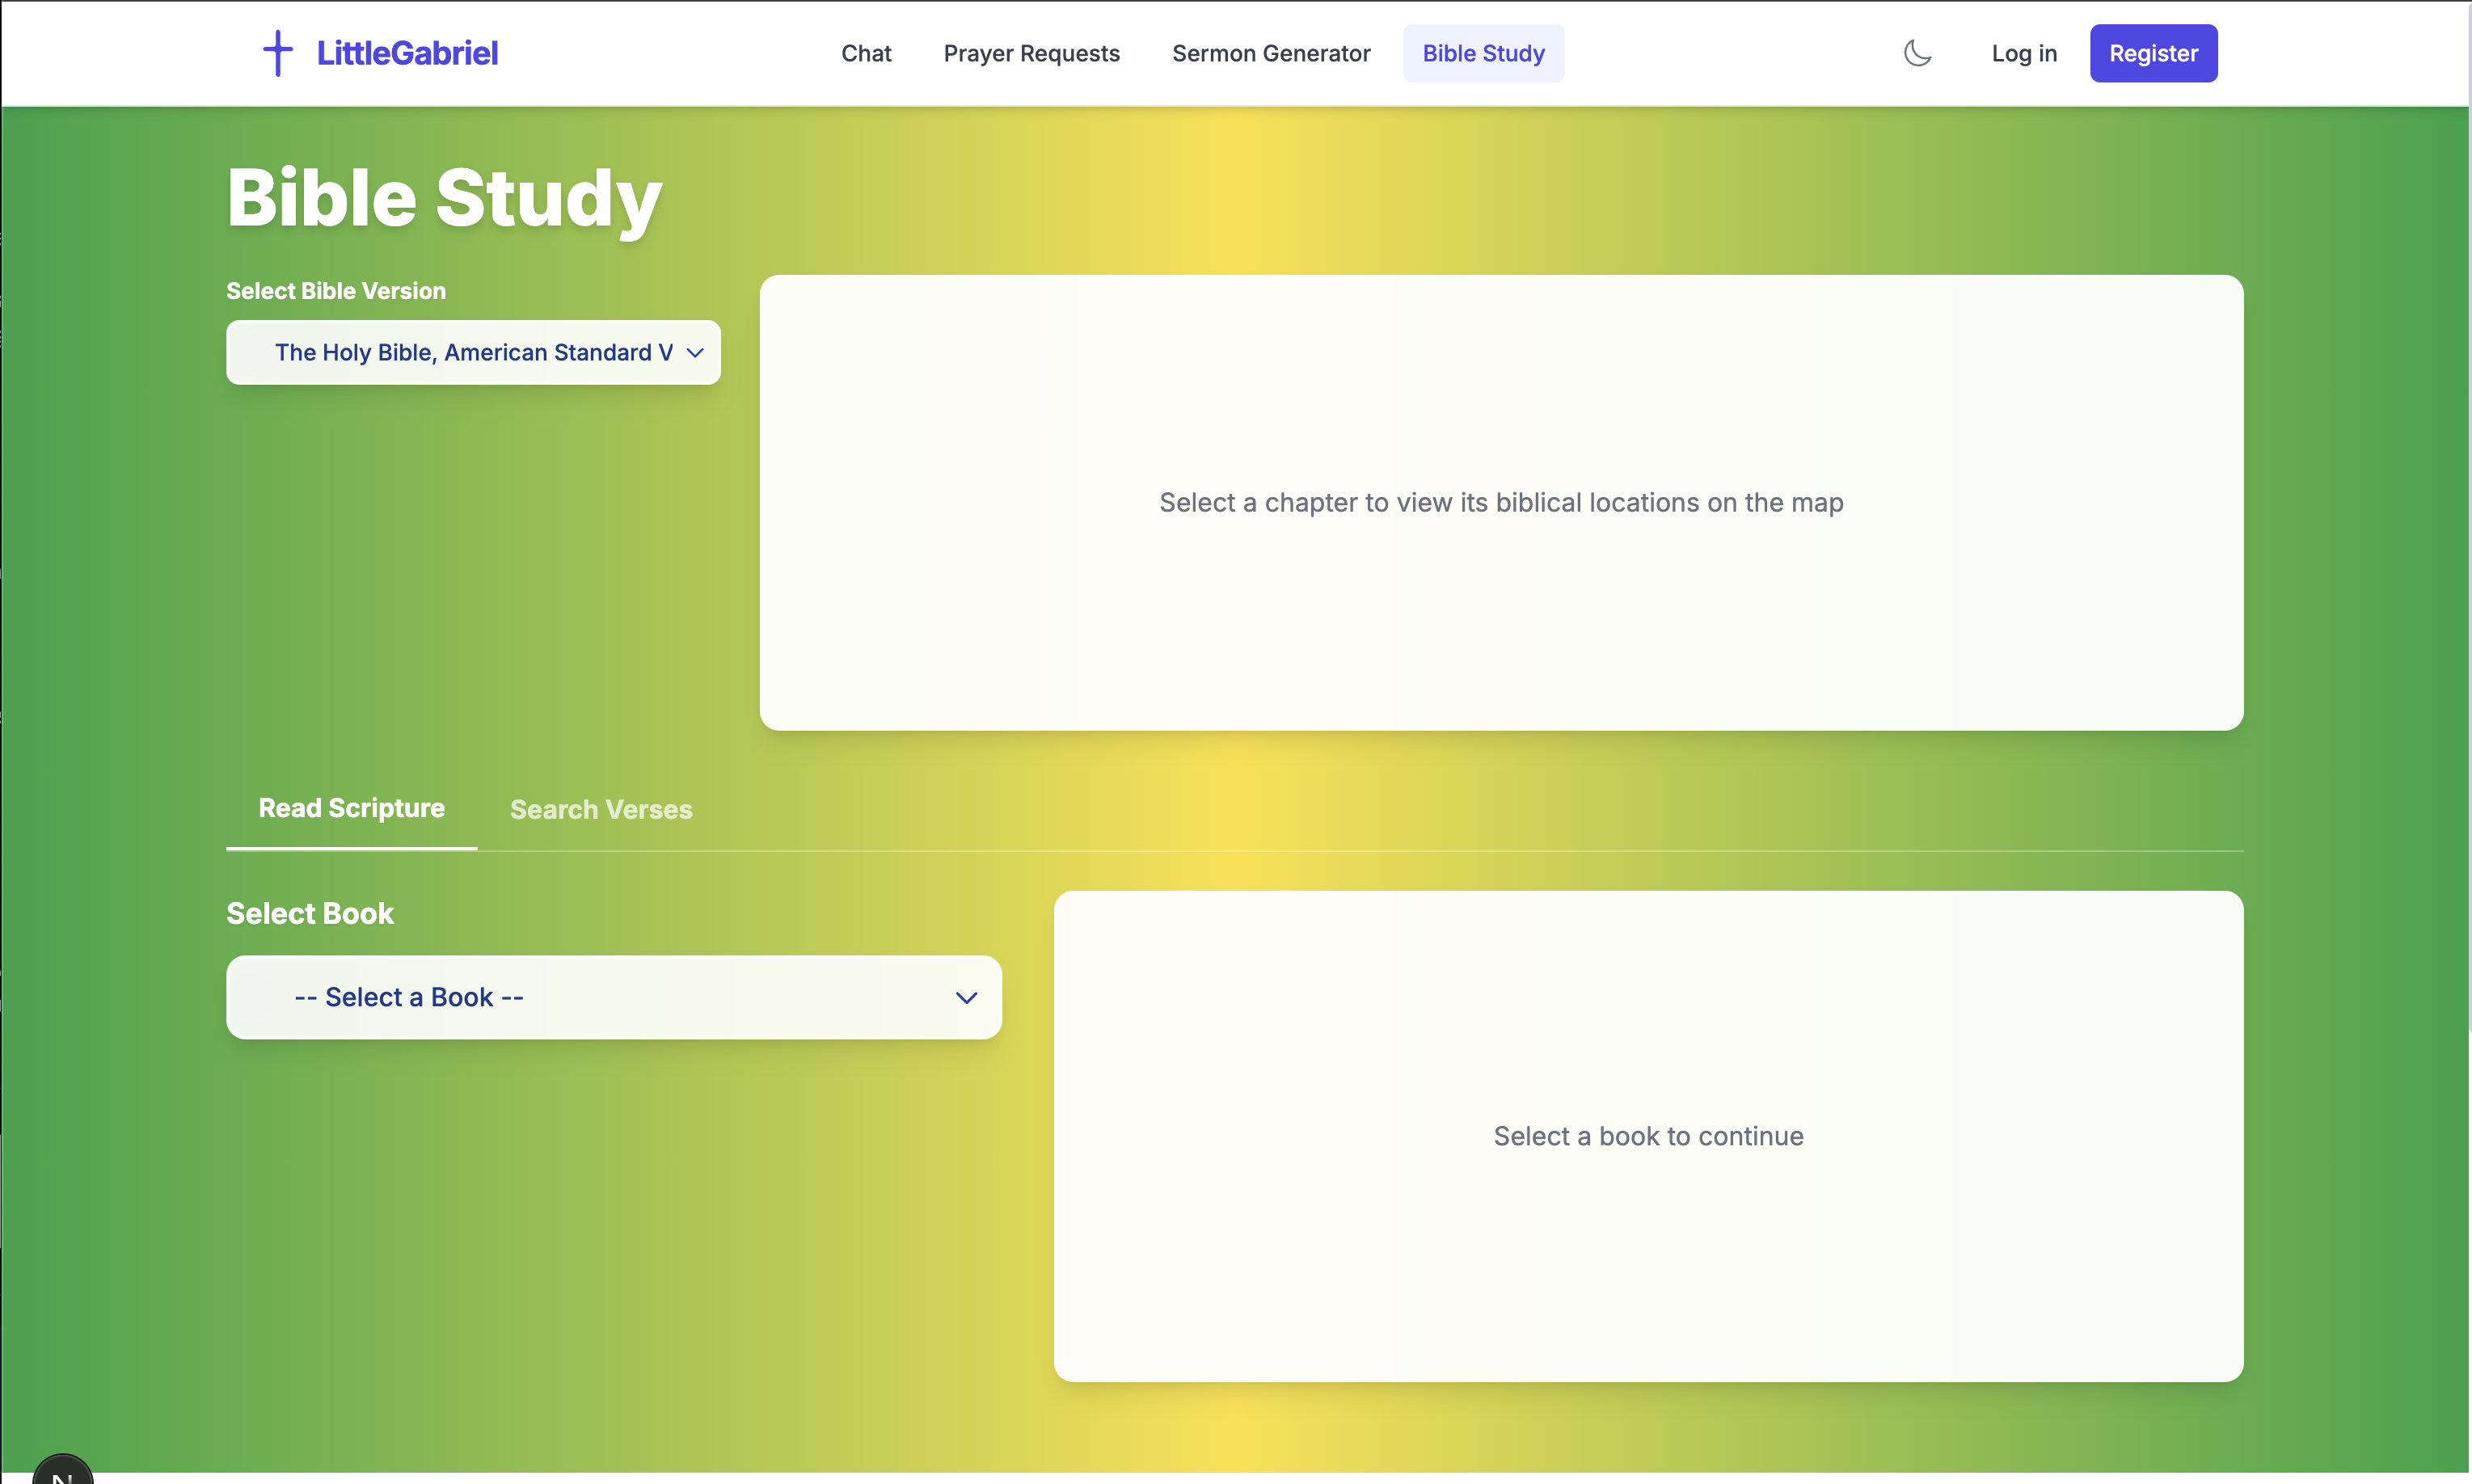 LittleGabriel
Chat
Prayer Requests
Sermon Generator
Bible Study
Log in
Register
Bible Study
Select Bible Version
The Holy Bible, American Standard V
Select a chapter to view its biblical locations on the map
Read Scripture
Search Verses
Select Book
-- Select a Book --
Select a book to continue
N